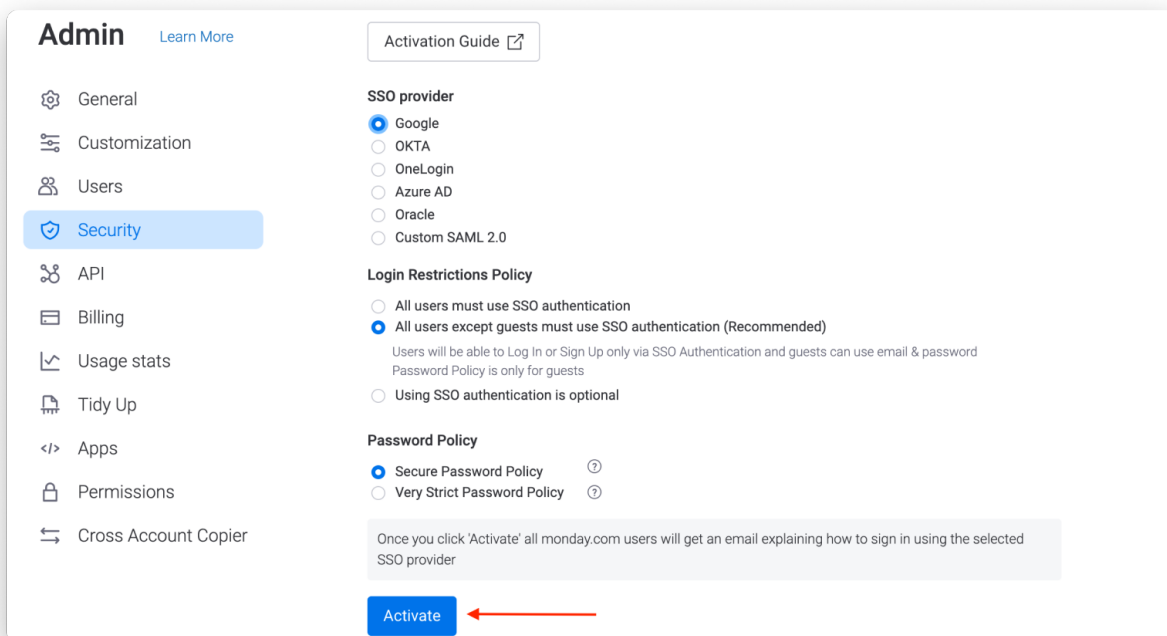 Admin
Learn More
General
Customization
Users
Security
API
Billing
Usage stats
Tidy Up
Apps
Permissions
Cross Account Copier
Activation Guide
SSO provider
Google
OKTA
OneLogin
Azure AD
Oracle
Custom SAML 2.0
Login Restrictions Policy
All users must use SSO authentication
All users except guests must use SSO authentication (Recommended)
Users will be able to Log In or Sign Up only via SSO Authentication and guests can use email & password
Password Policy is only for guests
Using SSO authentication is optional
Password Policy
Secure Password Policy ?
Very Strict Password Policy ?
Once you click 'Activate' all monday.com users will get an email explaining how to sign in using the selected
SSO provider
Activate